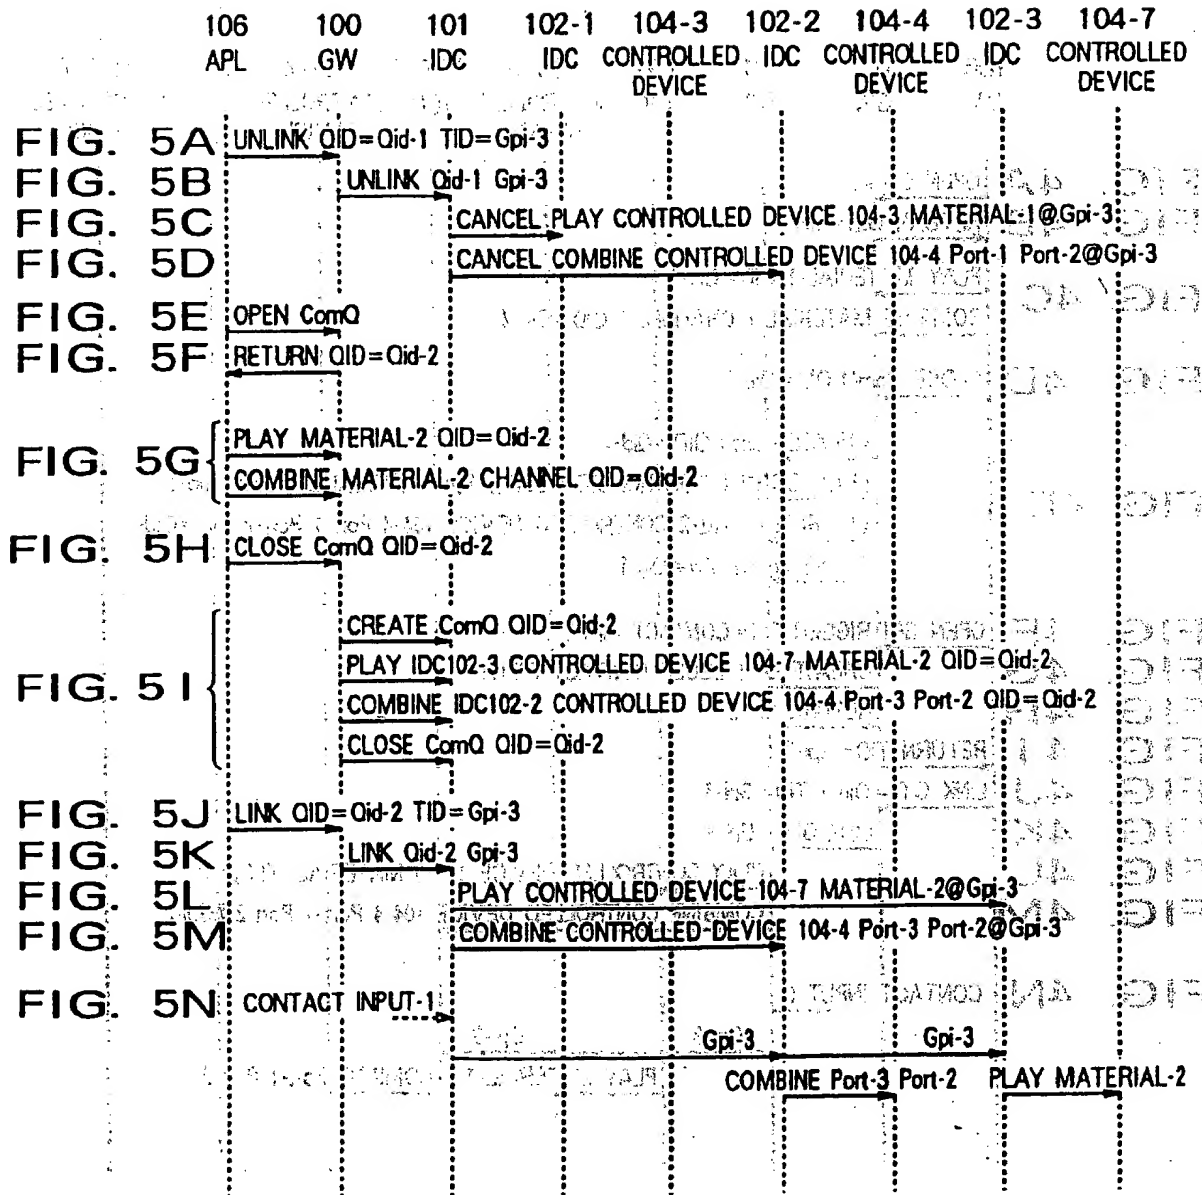 106 100 101 102-1 104-3 102-2 104-4 102-3 104-7
APL GW IDC IDC CONTROLLED DEVICE IDC CONTROLLED DEVICE IDC CONTROLLED DEVICE
FIG. 5A UNLINK QID=Qid-1 TID=Gpi-3
FIG. 5B UNLINK Qid-1 Gpi-3
FIG. 5C CANCEL PLAY CONTROLLED DEVICE 104-3 MATERIAL-1@Gpi-3
FIG. 5D CANCEL COMBINE CONTROLLED DEVICE 104-4 Port-1 Port-2@Gpi-3
FIG. 5E OPEN ComQ
FIG. 5F RETURN QID=Qid-2
FIG. 5G PLAY MATERIAL-2 QID=Qid-2
COMBINE MATERIAL-2 CHANNEL QID=Qid-2
FIG. 5H CLOSE ComQ QID=Qid-2
CREATE ComQ QID=Qid-2
FIG. 5I PLAY IDC102-3 CONTROLLED DEVICE 104-7 MATERIAL-2 QID=Qid-2
COMBINE IDC102-2 CONTROLLED DEVICE 104-4 Port-3 Port-2 QID=Qid-2
CLOSE ComQ QID=Qid-2
FIG. 5J LINK QID=Qid-2 TID=Gpi-3
FIG. 5K LINK Qid-2 Gpi-3
FIG. 5L PLAY CONTROLLED DEVICE 104-7 MATERIAL-2@Gpi-3
FIG. 5M COMBINE CONTROLLED DEVICE 104-4 Port-3 Port-2@Gpi-3
FIG. 5N CONTACT INPUT-1
Gpi-3 Gpi-3
COMBINE Port-3 Port-2 PLAY MATERIAL-2